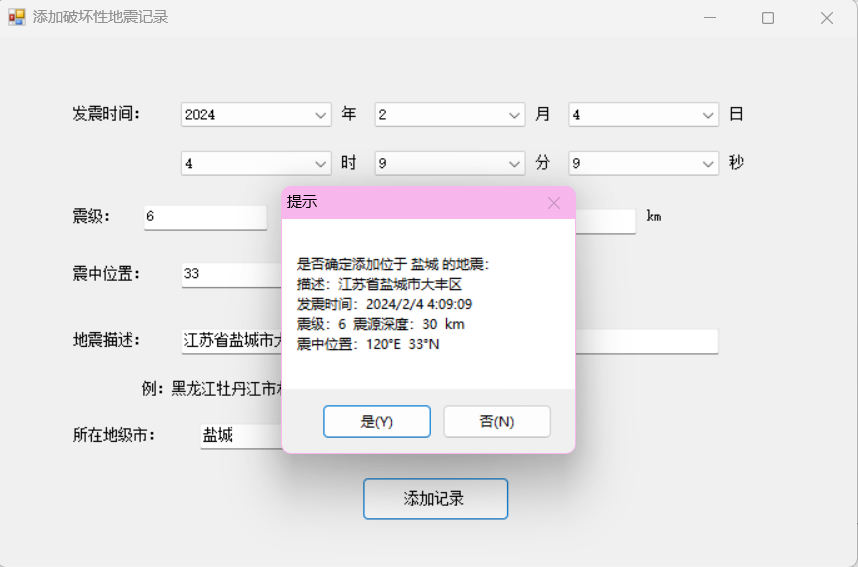 添加破坏性地震记录
发震时间： 2024 年 2 月 4 日
4 时 9 分 9 秒
震级： 6 km
提示
震中位置： 33
是否确定添加位于 盐城 的地震：
描述：江苏省盐城市大丰区
发震时间：2024/2/4 4:09:09
震级：6 震源深度：30 km
震中位置：120°E 33°N
地震描述： 江苏省盐城市
例：黑龙江牡丹江市
所在地级市： 盐城
是(Y) 否(N)
添加记录